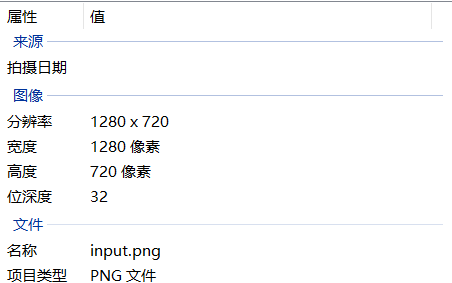 属性 值
来源
拍摄日期
图像
分辨率 1280 x 720
宽度 1280 像素
高度 720 像素
位深度 32
文件
名称 input.png
项目类型 PNG 文件